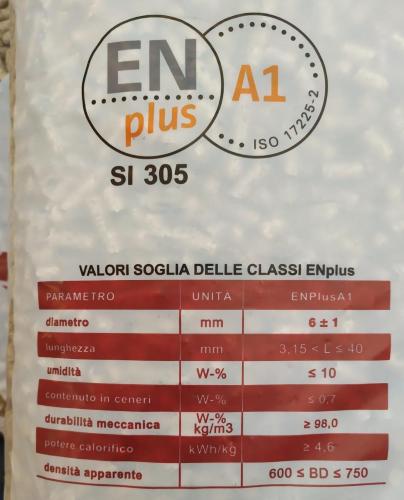 EN
plus
A1
ISO 17225-2
SI 305
VALORI SOGLIA DELLE CLASSI ENplus
PARAMETRO UNITA ENPlusA1
diametro mm 6 ± 1
lunghezza mm 3,15 < L ≤ 40
umidità W-% ≤ 10
contenuto in ceneri W-% ≤ 0,7
durabilità meccanica W-% kg/m3 ≥ 98,0
potere calorifico kWh/kg ≥ 4,6
densità apparente 600 ≤ BD ≤ 750